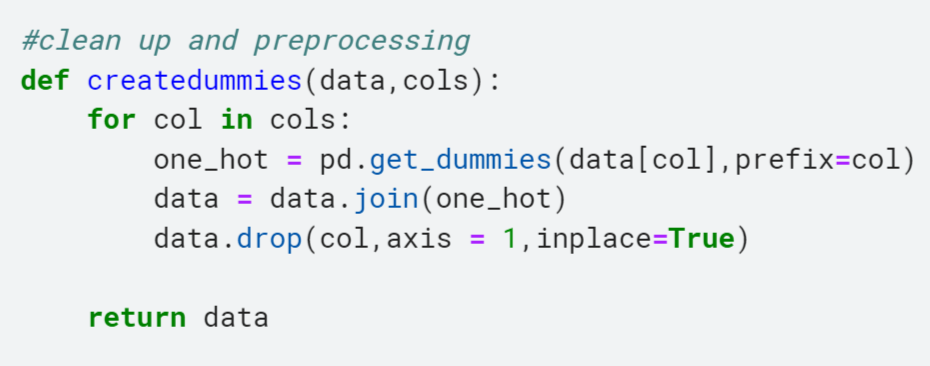 #clean up and preprocessing
def createdummies(data,cols):
    for col in cols:
        one_hot = pd.get_dummies(data[col],prefix=col)
        data = data.join(one_hot)
        data.drop(col,axis = 1,inplace=True)
    return data